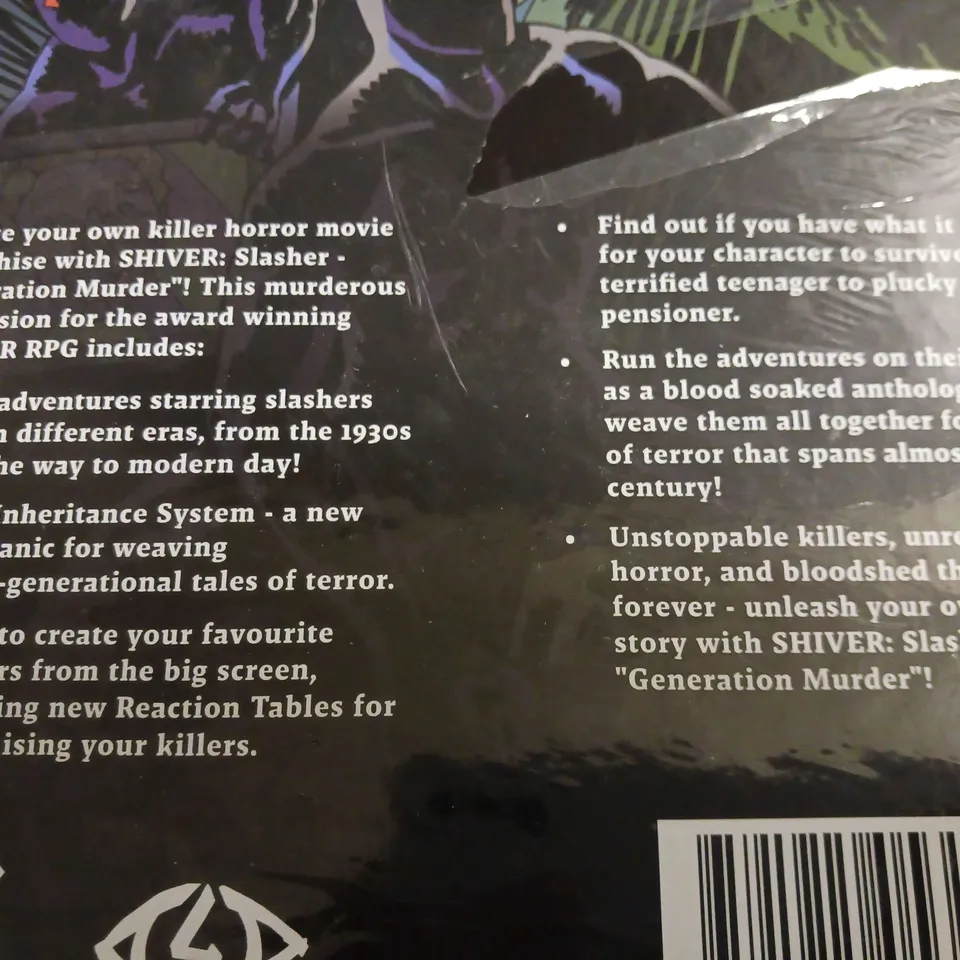 e your own killer horror movie
hise with SHIVER: Slasher -
ration Murder"! This murderous
sion for the award winning
R RPG includes:
adventures starring slashers
n different eras, from the 1930s
he way to modern day!
Inheritance System - a new
anic for weaving
-generational tales of terror.
to create your favourite
rs from the big screen,
ing new Reaction Tables for
ising your killers.
• Find out if you have what it
for your character to survive
terrified teenager to plucky
pensioner.
• Run the adventures on thei
as a blood soaked antholog
weave them all together fo
of terror that spans almos
century!
• Unstoppable killers, unre
horror, and bloodshed th
forever - unleash your o
story with SHIVER: Slas
"Generation Murder"!